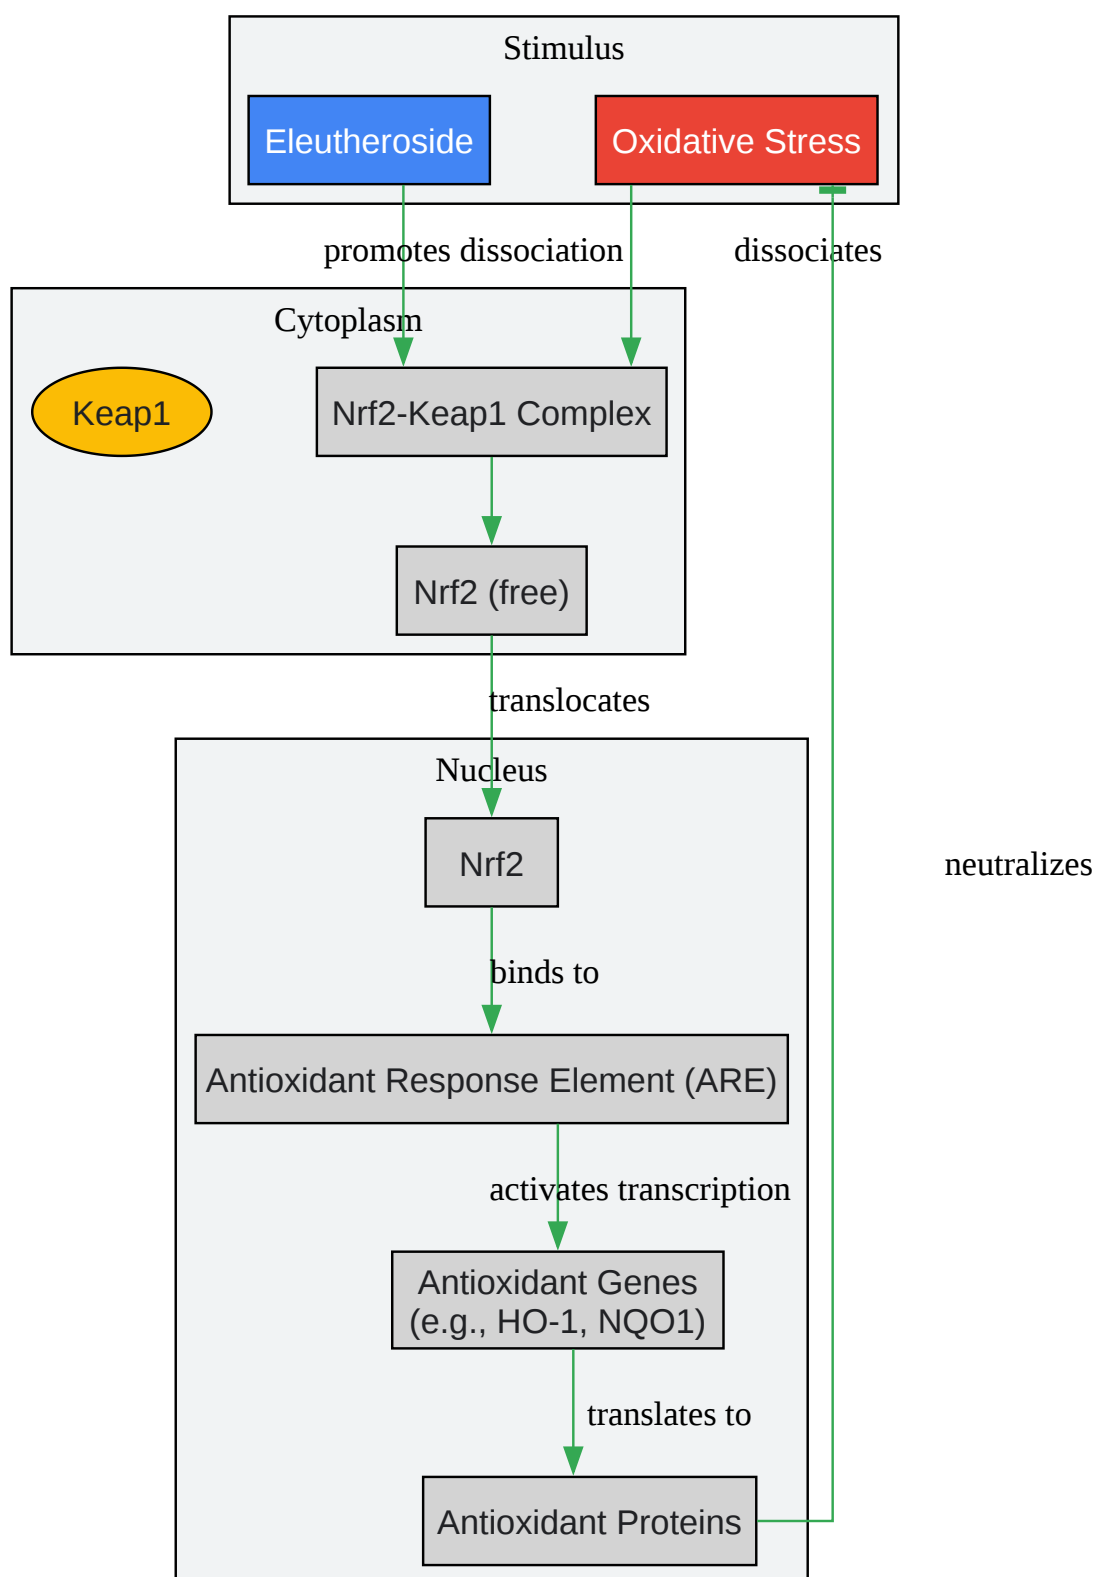 Stimulus
Eleutheroside
Oxidative Stress
promotes dissociation
dissociates
Cytoplasm
Keap1
Nrf2-Keap1 Complex
Nrf2 (free)
translocates
Nucleus
Nrf2
neutralizes
binds to
Antioxidant Response Element (ARE)
activates transcription
Antioxidant Genes
(e.g., HO-1, NQO1)
translates to
Antioxidant Proteins